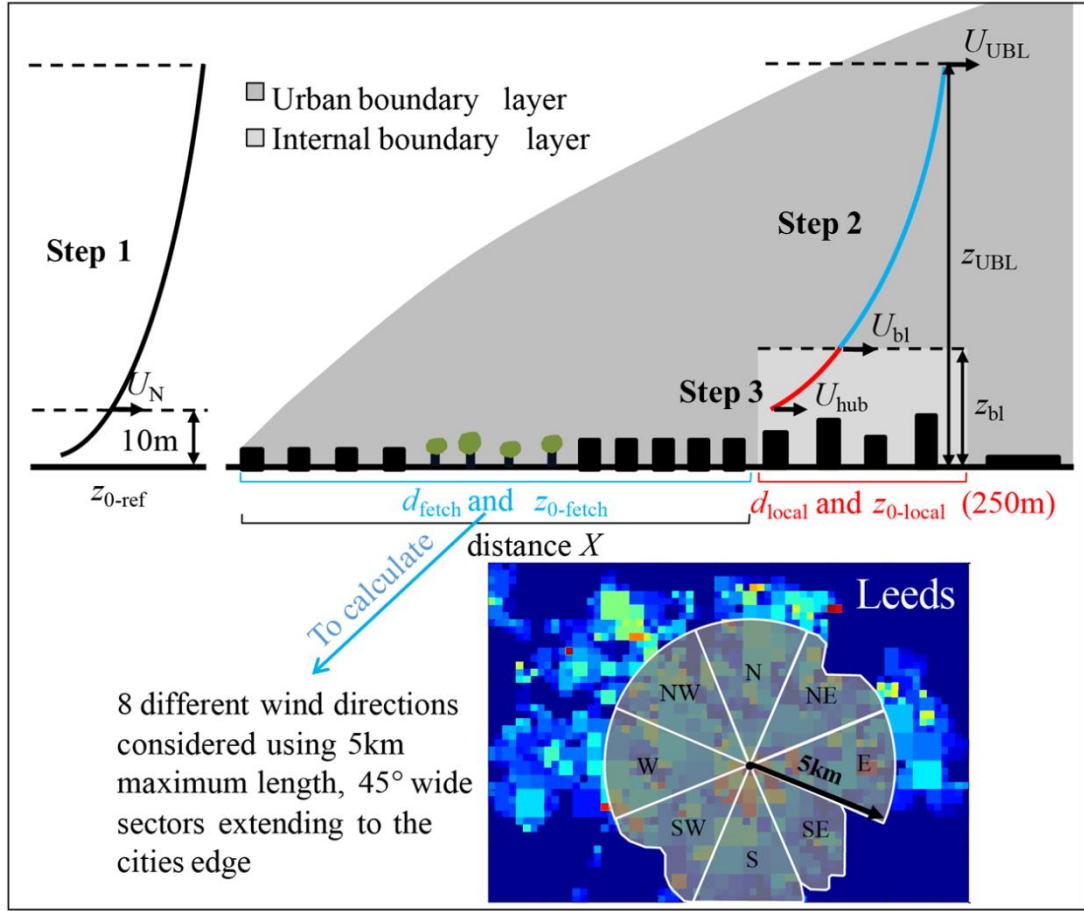 U_UBL
Urban boundary layer
Internal boundary layer
Step 1
Step 2
z_UBL
U_bl
U_N
Step 3
U_hub
z_bl
10m
z_0-ref
d_fetch and z_0-fetch
d_local and z_0-local (250m)
distance X
To calculate
Leeds
N
NW
NE
W
E
5km
SW
SE
S
8 different wind directions
considered using 5km
maximum length, 45° wide
sectors extending to the
cities edge